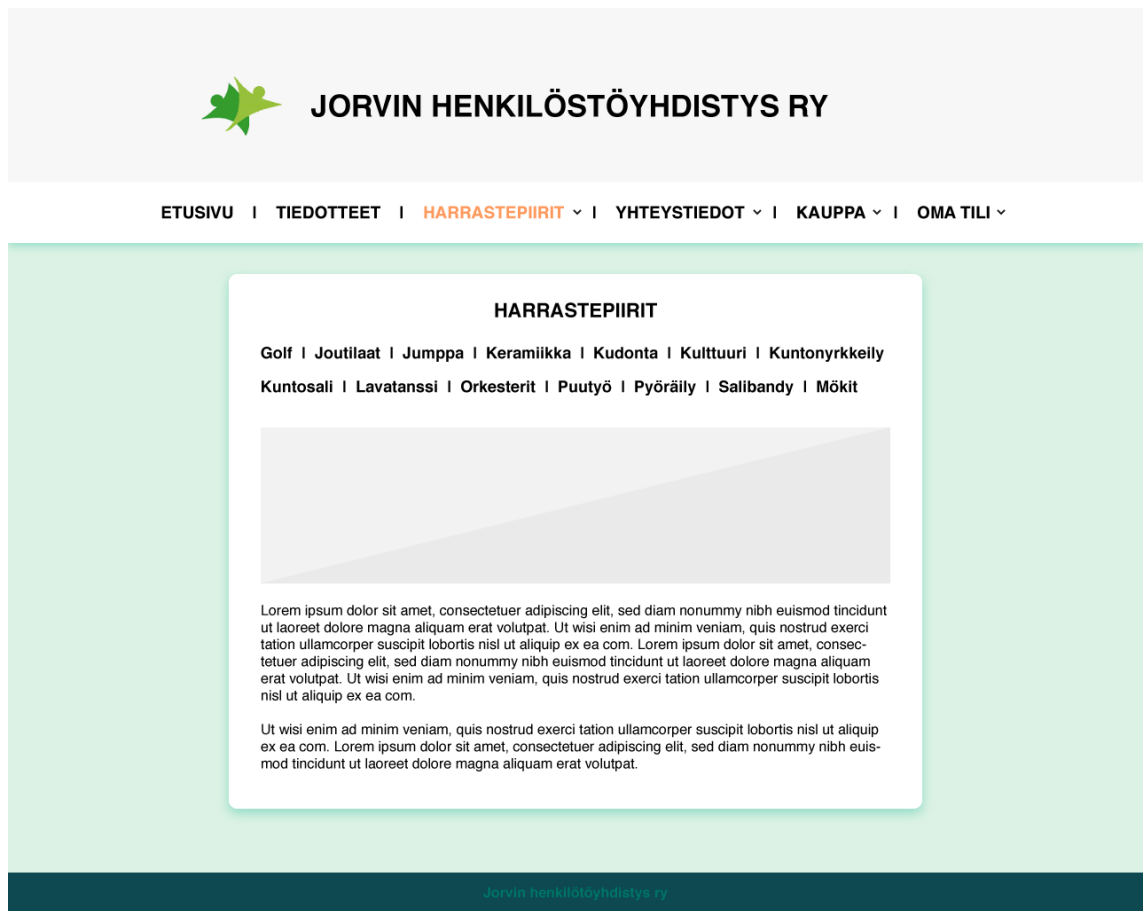 JORVIN HENKILÖSTÖYHDISTYS RY
ETUSIVU | TIEDOTTEET | HARRASTEPIIRIT | YHTEYSTIEDOT | KAUPPA | OMA TILI
HARRASTEPIIRIT
Golf | Joutilaat | Jumppa | Keramiikka | Kudonta | Kulttuuri | Kuntonyrkkeily
Kuntosali | Lavatanssi | Orkesterit | Puutyö | Pyöräily | Salibandy | Mökit
Lorem ipsum dolor sit amet, consectetuer adipiscing elit, sed diam nonummy nibh euismod tincidunt
ut laoreet dolore magna aliquam erat volutpat. Ut wisi enim ad minim veniam, quis nostrud exerci
tation ullamcorper suscipit lobortis nisl ut aliquip ex ea com. Lorem ipsum dolor sit amet, consec-
tetuer adipiscing elit, sed diam nonummy nibh euismod tincidunt ut laoreet dolore magna aliquam
erat volutpat. Ut wisi enim ad minim veniam, quis nostrud exerci tation ullamcorper suscipit lobortis
nisl ut aliquip ex ea com.
Ut wisi enim ad minim veniam, quis nostrud exerci tation ullamcorper suscipit lobortis nisl ut aliquip
ex ea com. Lorem ipsum dolor sit amet, consectetuer adipiscing elit, sed diam nonummy nibh euis-
mod tincidunt ut laoreet dolore magna aliquam erat volutpat.
Jorvin henkilötöyhdistys ry